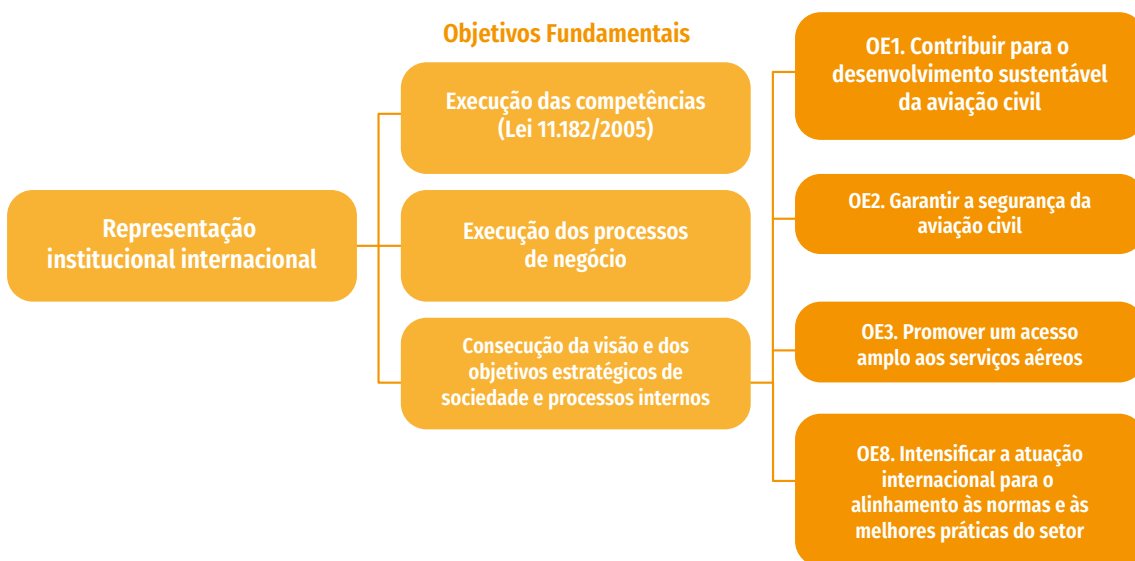 Objetivos Fundamentais
Representação
institucional internacional
Execução das competências
(Lei 11.182/2005)
Execução dos processos
de negócio
Consecução da visão e dos
objetivos estratégicos de
sociedade e processos internos
OE1. Contribuir para o
desenvolvimento sustentável
da aviação civil
OE2. Garantir a segurança da
aviação civil
OE3. Promover um acesso
amplo aos serviços aéreos
OE8. Intensificar a atuação
internacional para o
alinhamento às normas e às
melhores práticas do setor